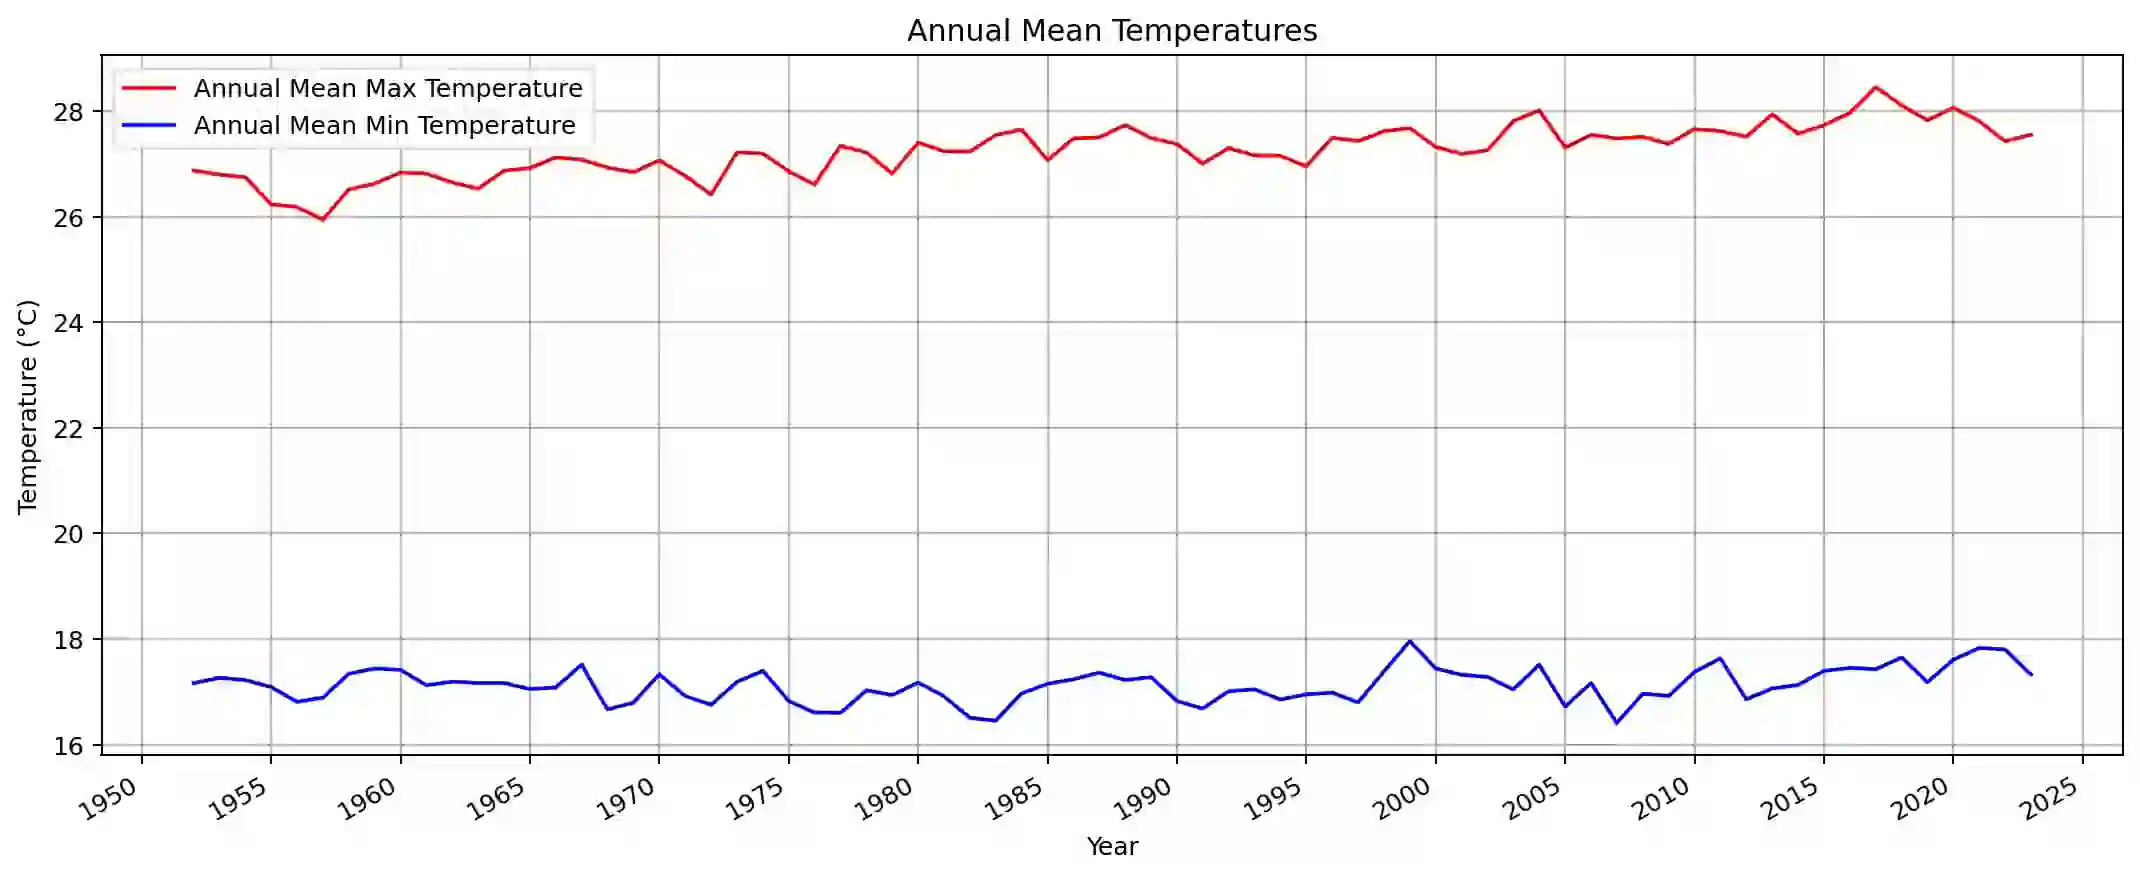 Annual Mean Temperatures
Annual Mean Max Temperature
Annual Mean Min Temperature
Temperature (°C)
28
26
24
22
20
18
16
1950 1955 1960 1965 1970 1975 1980 1985 1990 1995 2000 2005 2010 2015 2020 2025
Year